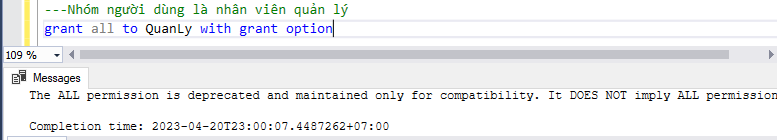 ---Nhóm người dùng là nhân viên quản lý
grant all to QuanLy with grant option
109 %
Messages
The ALL permission is deprecated and maintained only for compatibility. It DOES NOT imply ALL permission
Completion time: 2023-04-20T23:00:07.4487262+07:00